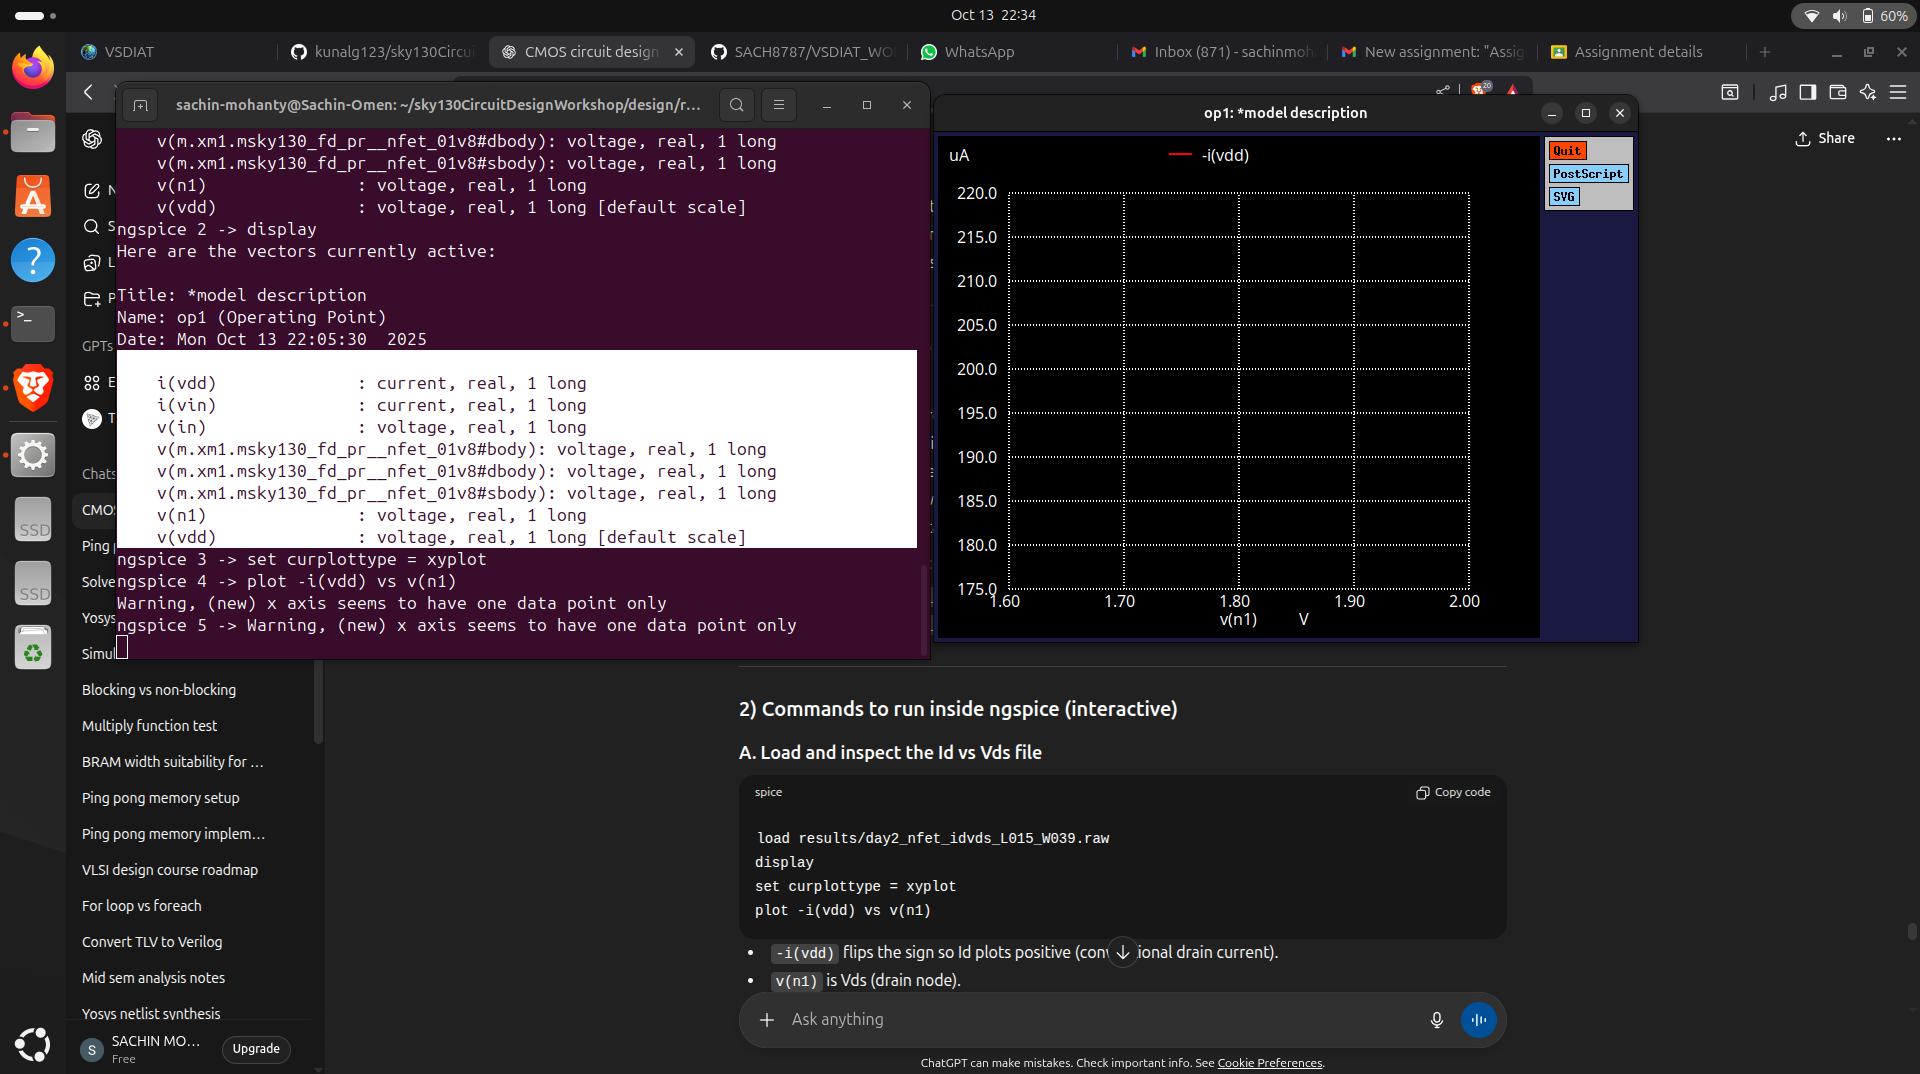 Oct 13 22:34
60%
VSDIAT
kunalg123/sky130Circui
CMOS circuit design
SACH8787/VSDIAT_WO
WhatsApp
Inbox (871) - sachinmoh
New assignment: "Assig
Assignment details
20
sachin-mohanty@Sachin-Omen: ~/sky130CircuitDesignWorkshop/design/r...
v(m.xm1.msky130_fd_pr__nfet_01v8#dbody): voltage, real, 1 long
v(m.xm1.msky130_fd_pr__nfet_01v8#sbody): voltage, real, 1 long
v(n1) : voltage, real, 1 long
v(vdd) : voltage, real, 1 long [default scale]
ngspice 2 -> display
Here are the vectors currently active:
Title: *model description
Name: op1 (Operating Point)
Date: Mon Oct 13 22:05:30 2025
i(vdd) : current, real, 1 long
i(vin) : current, real, 1 long
v(in) : voltage, real, 1 long
v(m.xm1.msky130_fd_pr__nfet_01v8#body): voltage, real, 1 long
v(m.xm1.msky130_fd_pr__nfet_01v8#dbody): voltage, real, 1 long
v(m.xm1.msky130_fd_pr__nfet_01v8#sbody): voltage, real, 1 long
v(n1) : voltage, real, 1 long
v(vdd) : voltage, real, 1 long [default scale]
ngspice 3 -> set curplottype = xyplot
ngspice 4 -> plot -i(vdd) vs v(n1)
Warning, (new) x axis seems to have one data point only
ngspice 5 -> Warning, (new) x axis seems to have one data point only
op1: *model description
uA
-i(vdd)
Quit
PostScript
SVG
220.0
215.0
210.0
205.0
200.0
195.0
190.0
185.0
180.0
175.0
1.60 1.70 1.80 1.90 2.00
v(n1) V
Share
GPTs
Chats
CMOS
Ping
Solve
Yosys
Simul
Blocking vs non-blocking
Multiply function test
BRAM width suitability for ...
Ping pong memory setup
Ping pong memory implem...
VLSI design course roadmap
For loop vs foreach
Convert TLV to Verilog
Mid sem analysis notes
Yosys netlist synthesis
S
SACHIN MO...
Free
Upgrade
SSD
SSD
2) Commands to run inside ngspice (interactive)
A. Load and inspect the Id vs Vds file
spice
Copy code
load results/day2_nfet_idvds_L015_W039.raw
display
set curplottype = xyplot
plot -i(vdd) vs v(n1)
-i(vdd) flips the sign so Id plots positive (con ional drain current).
v(n1) is Vds (drain node).
Ask anything
ChatGPT can make mistakes. Check important info. See Cookie Preferences.